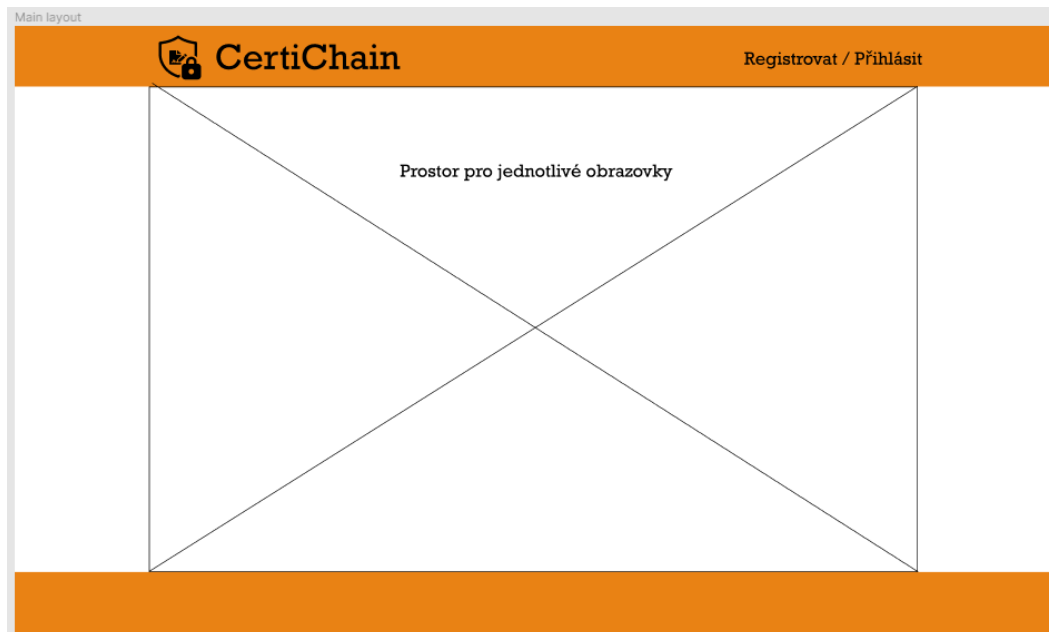 Main layout
CertiChain
Registrovat / Přihlásit
Prostor pro jednotlivé obrazovky